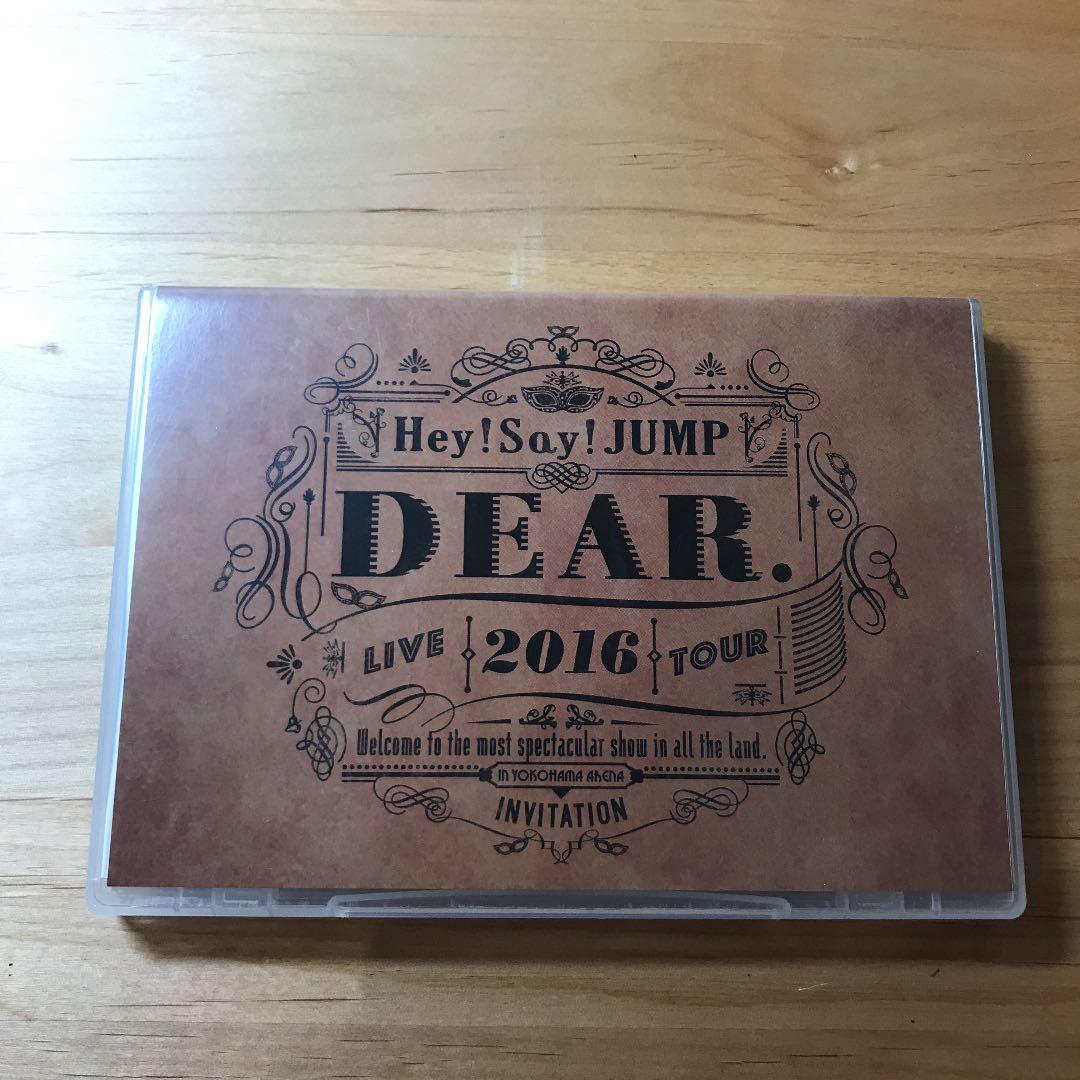 Hey! Say! JUMP
DEAR.
LIVE 2016 TOUR
Welcome to the most spectacular show in all the land.
IN YOKOHAMA ARENA
INVITATION